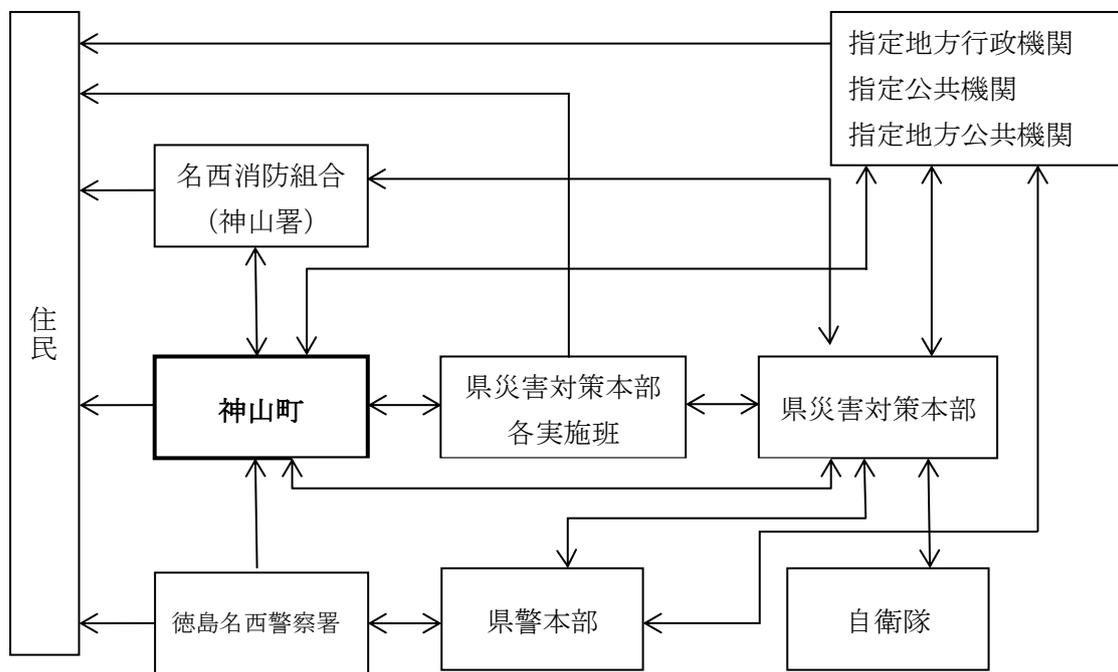 指定地方行政機関
指定公共機関
指定地方公共機関
名西消防組合
(神山署)
住民
神山町
県災害対策本部
各実施班
県災害対策本部
徳島名西警察署
県警本部
自衛隊